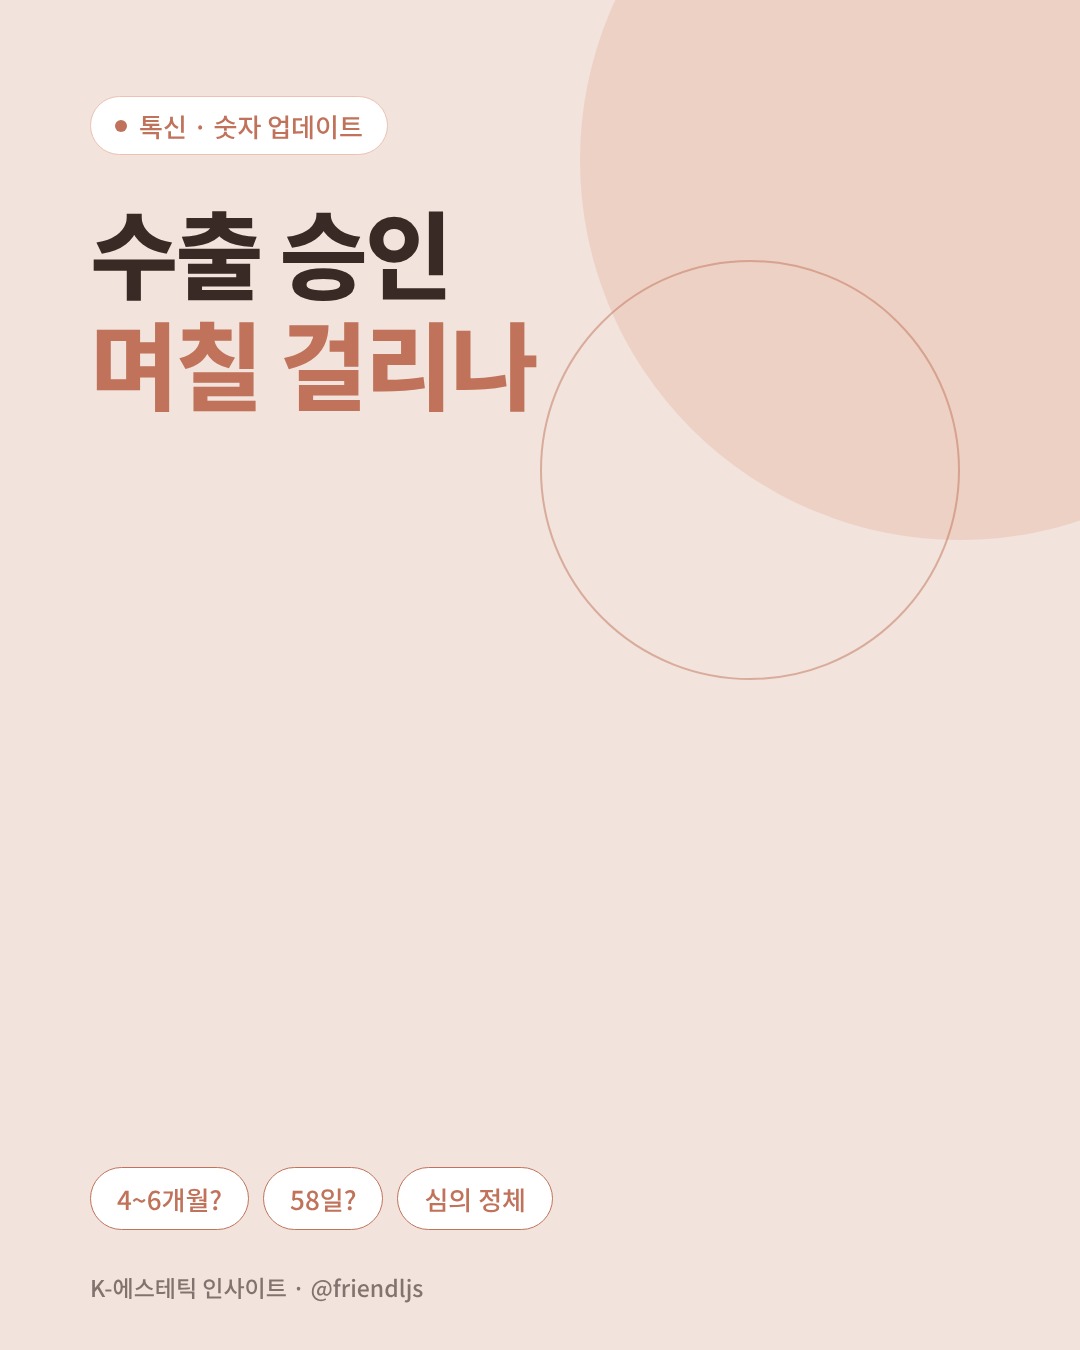 톡신 · 숫자 업데이트
수출 승인
며칠 걸리나
4~6개월? 58일? 심의 정체
K-에스테틱 인사이트 · @friendljs